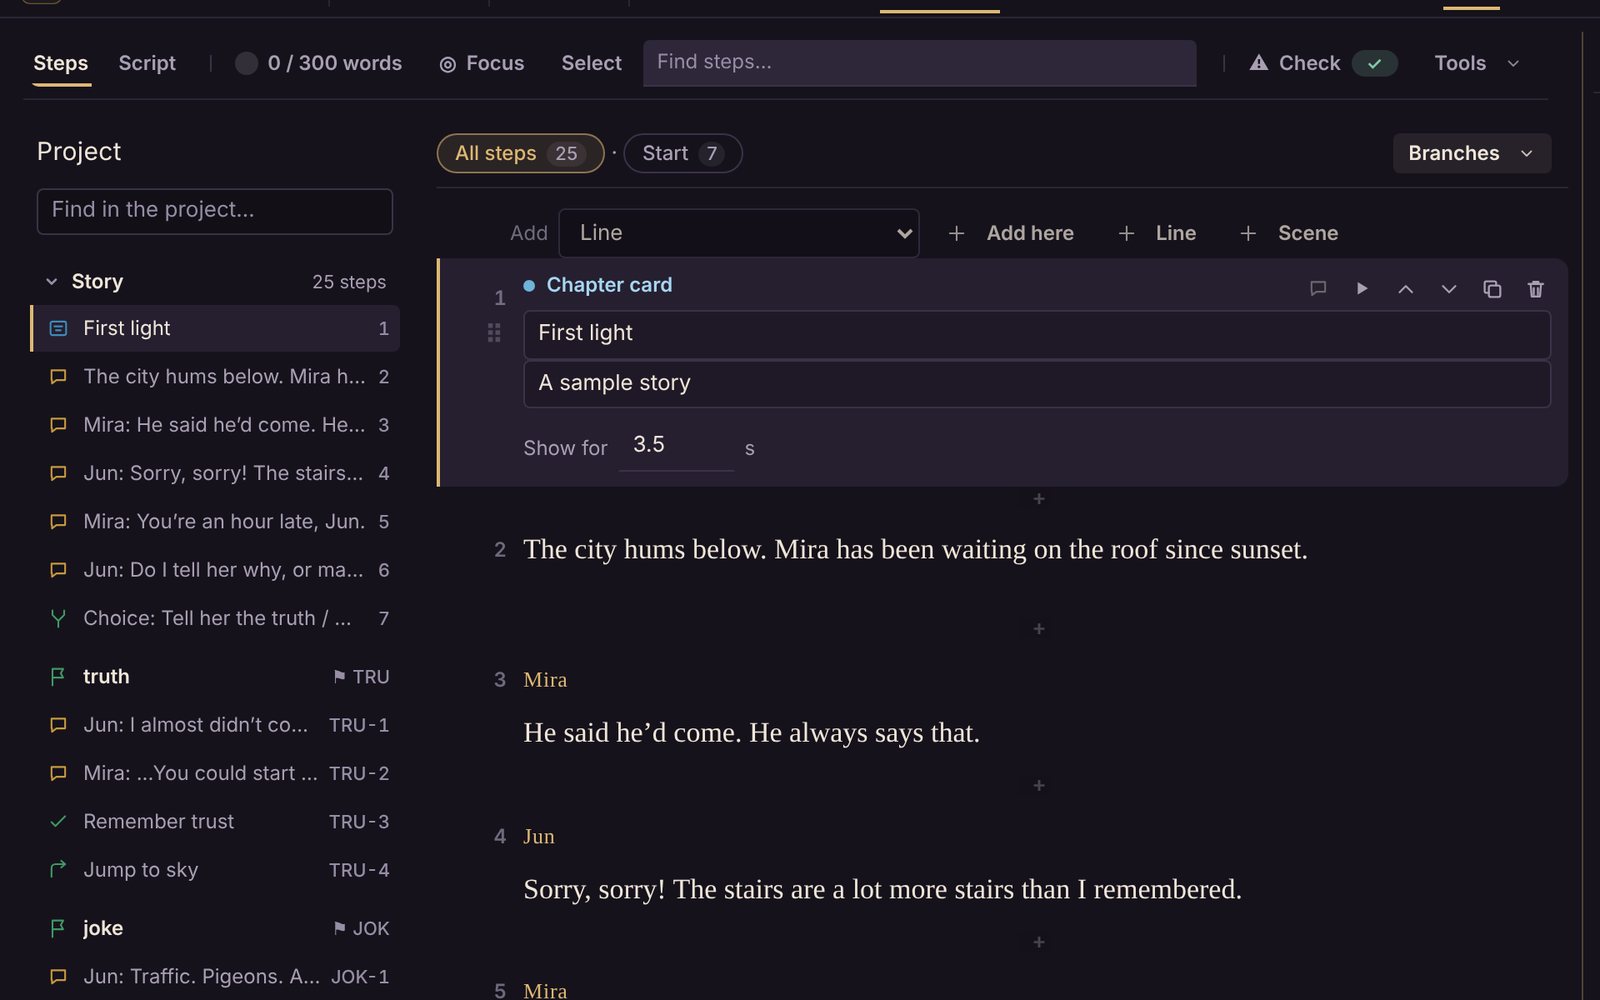 Steps Script 0 / 300 words Focus Select Find steps... Check Tools
Project
Find in the project...
Story 25 steps
First light 1
The city hums below. Mira h... 2
Mira: He said he’d come. He... 3
Jun: Sorry, sorry! The stairs... 4
Mira: You’re an hour late, Jun. 5
Jun: Do I tell her why, or ma... 6
Choice: Tell her the truth / ... 7
truth TRU
Jun: I almost didn’t co... TRU-1
Mira: ...You could start ... TRU-2
Remember trust TRU-3
Jump to sky TRU-4
joke JOK
Jun: Traffic. Pigeons. A... JOK-1
All steps 25 · Start 7 Branches
Add Line + Add here + Line + Scene
1 Chapter card
First light
A sample story
Show for 3.5 s
+
2 The city hums below. Mira has been waiting on the roof since sunset.
+
3 Mira
He said he’d come. He always says that.
+
4 Jun
Sorry, sorry! The stairs are a lot more stairs than I remembered.
+
5 Mira